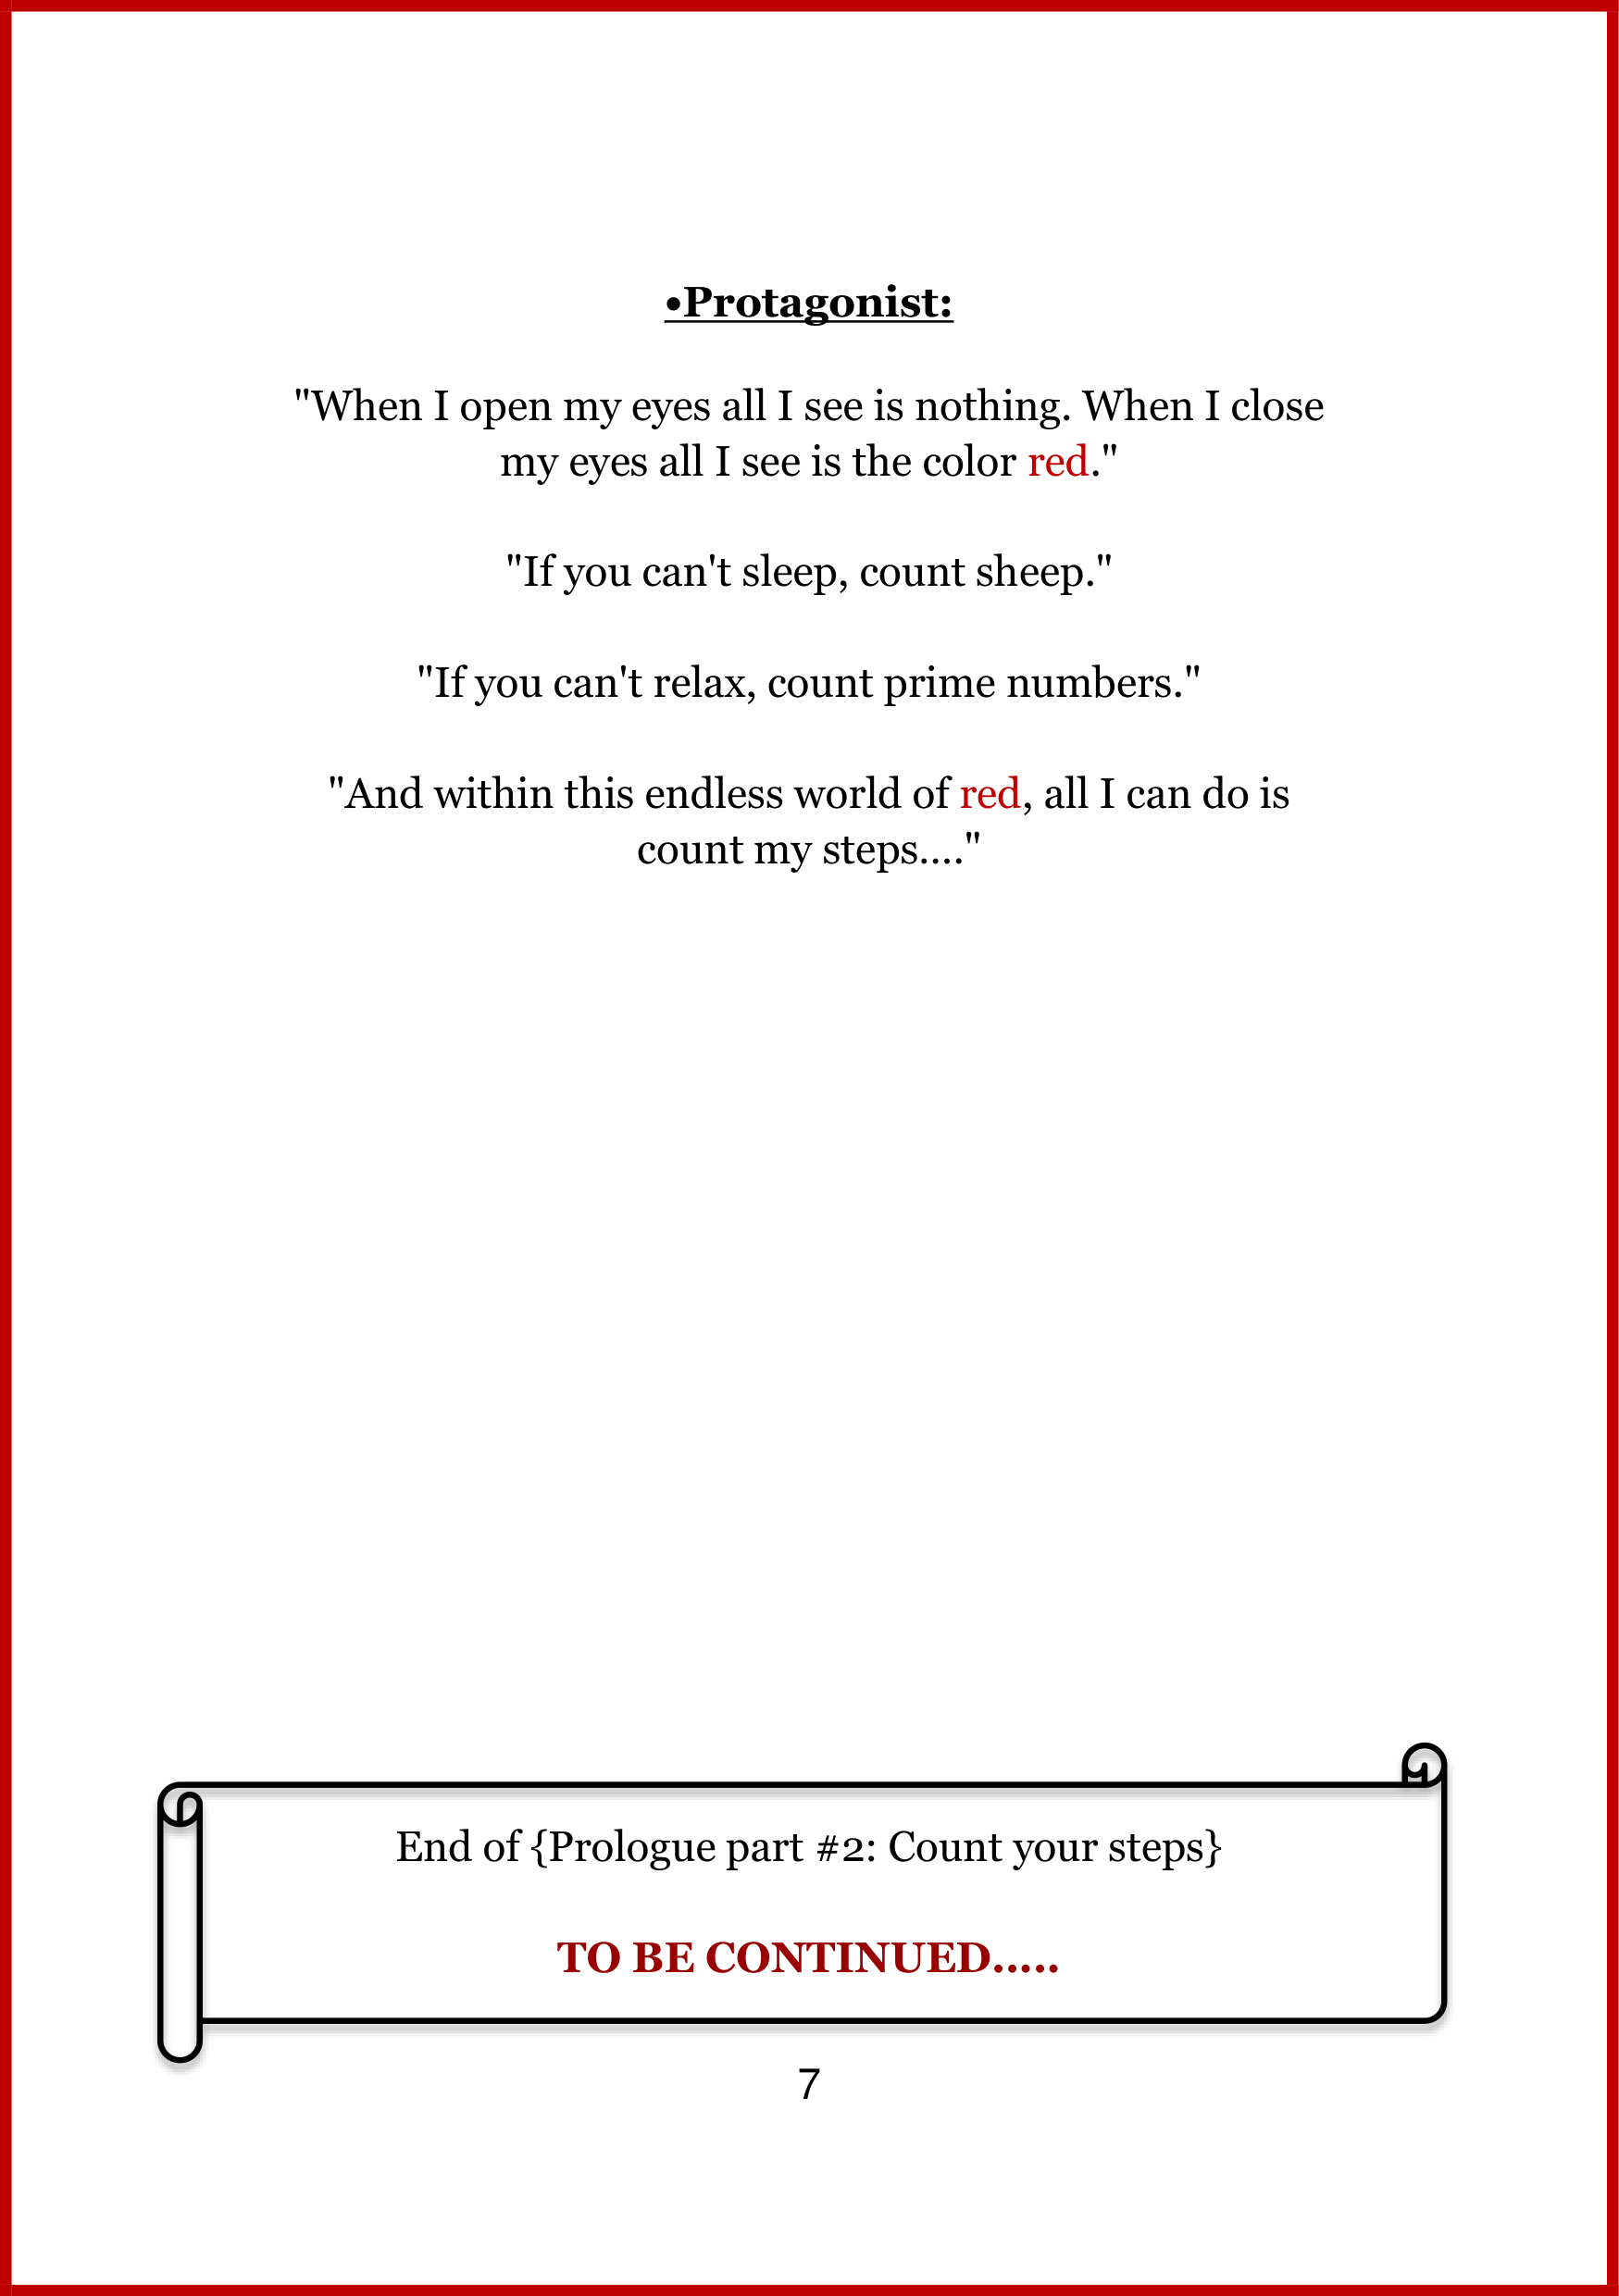 •Protagonist:
"When I open my eyes all I see is nothing. When I close
my eyes all I see is the color red."
"If you can't sleep, count sheep."
"If you can't relax, count prime numbers."
"And within this endless world of red, all I can do is
count my steps...."
End of {Prologue part #2: Count your steps}
TO BE CONTINUED.....
7